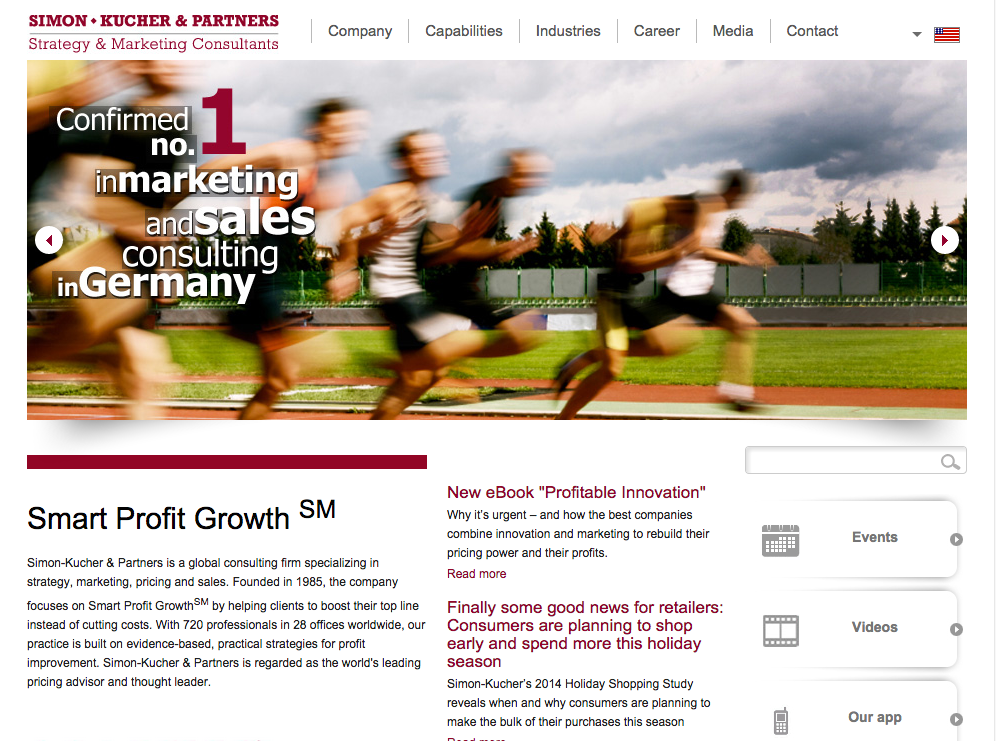 SIMON • KUCHER & PARTNERS
Strategy & Marketing Consultants
Company
Capabilities
Industries
Career
Media
Contact
Confirmed
no. 1
in marketing
and sales
consulting
in Germany
Smart Profit Growth SM
Simon-Kucher & Partners is a global consulting firm specializing in
strategy, marketing, pricing and sales. Founded in 1985, the company
focuses on Smart Profit GrowthSM by helping clients to boost their top line
instead of cutting costs. With 720 professionals in 28 offices worldwide, our
practice is built on evidence-based, practical strategies for profit
improvement. Simon-Kucher & Partners is regarded as the world's leading
pricing advisor and thought leader.
New eBook "Profitable Innovation"
Why it's urgent – and how the best companies
combine innovation and marketing to rebuild their
pricing power and their profits.
Read more
Finally some good news for retailers:
Consumers are planning to shop
early and spend more this holiday
season
Simon-Kucher's 2014 Holiday Shopping Study
reveals when and why consumers are planning to
make the bulk of their purchases this season
Read more
Events
Videos
Our app